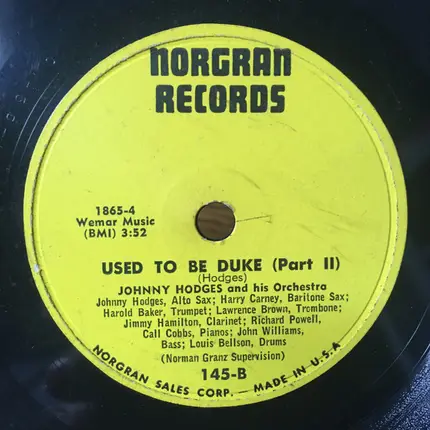 NORGRAN
RECORDS
1865-4
Wemar Music
(BMI) 3:52
USED TO BE DUKE (Part II)
(Hodges)
JOHNNY HODGES and his Orchestra
Johnny Hodges, Alto Sax; Harry Carney, Baritone Sax;
Harold Baker, Trumpet; Lawrence Brown, Trombone;
Jimmy Hamilton, Clarinet; Richard Powell,
Call Cobbs, Pianos; John Williams,
Bass; Louis Bellson, Drums
(Norman Granz Supervision)
145-B
NORGRAN SALES CORP. — MADE IN U.S.A